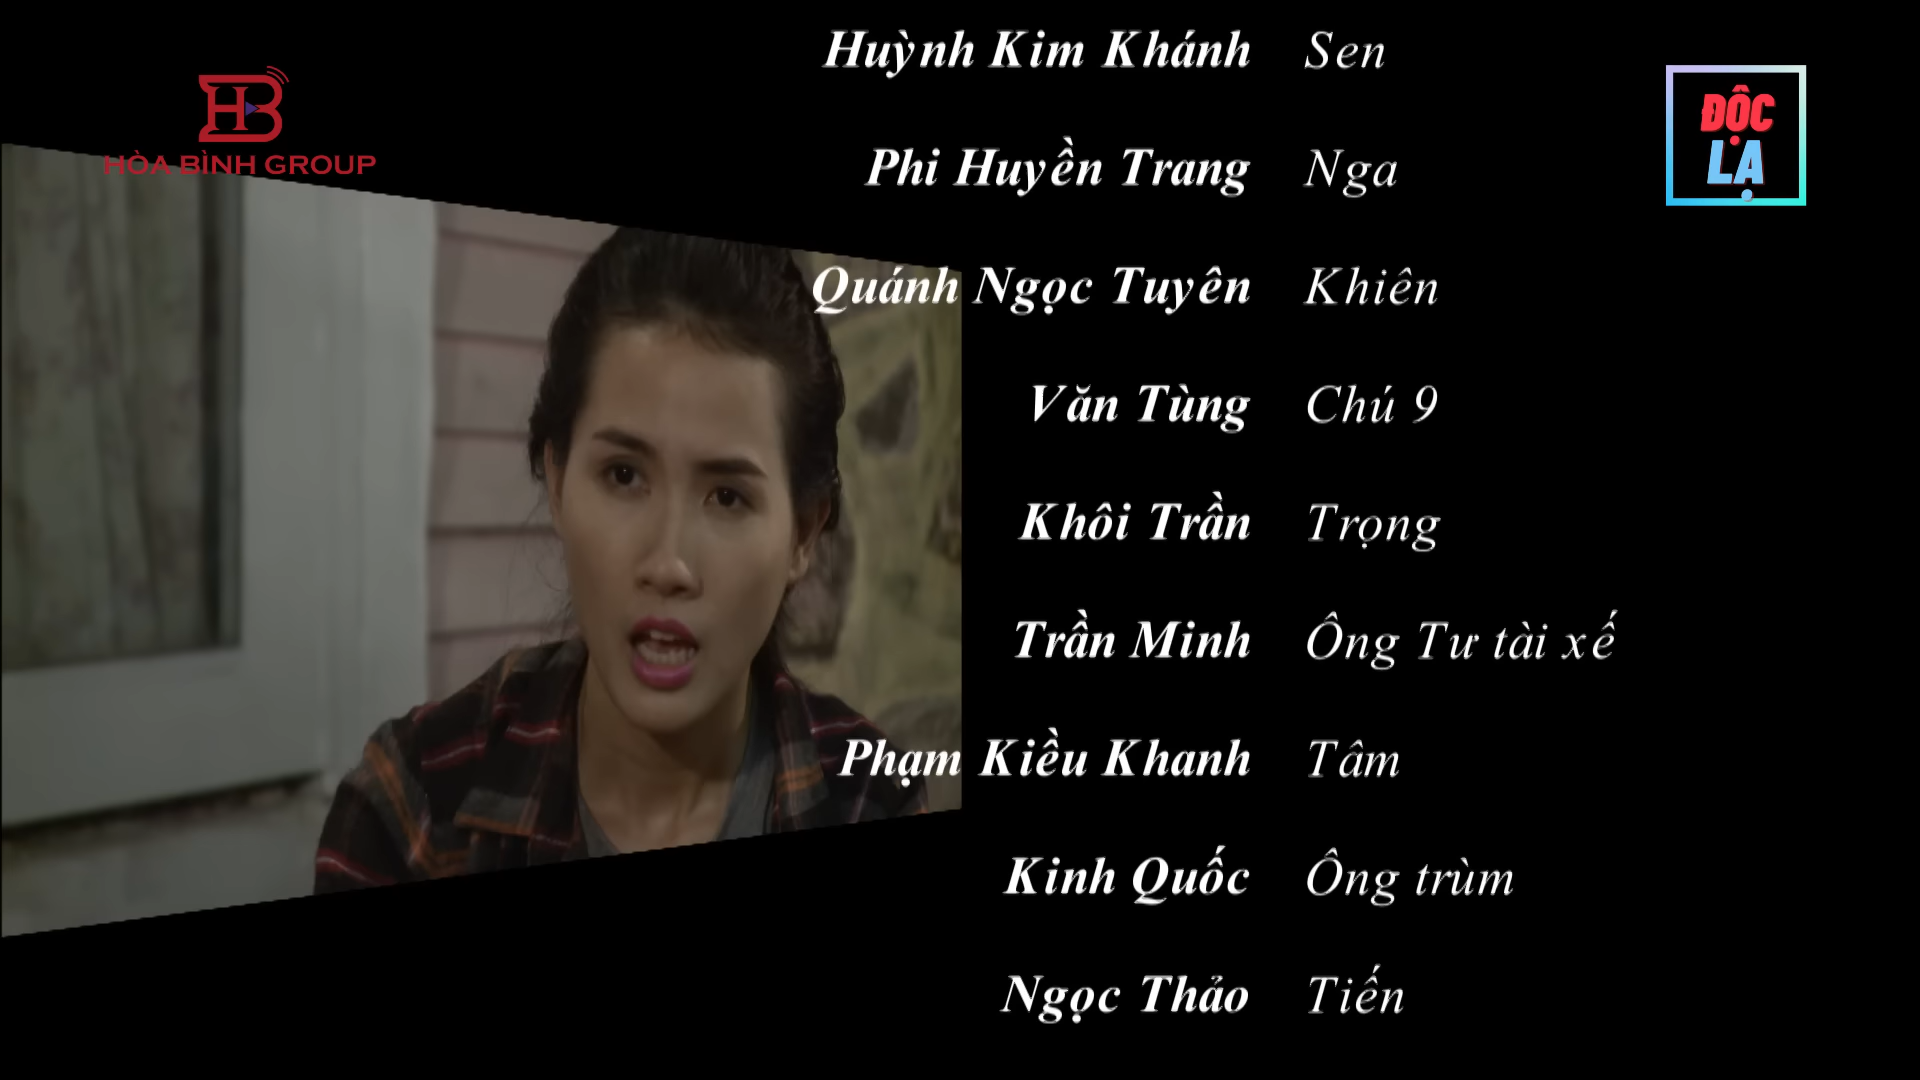 HÒA BÌNH GROUP
ĐỘC
LẠ
Huỳnh Kim Khánh Sen
Phi Huyền Trang Nga
Quánh Ngọc Tuyên Khiên
Văn Tùng Chú 9
Khôi Trần Trọng
Trần Minh Ông Tư tài xế
Phạm Kiều Khanh Tâm
Kinh Quốc Ông trùm
Ngọc Thảo Tiến